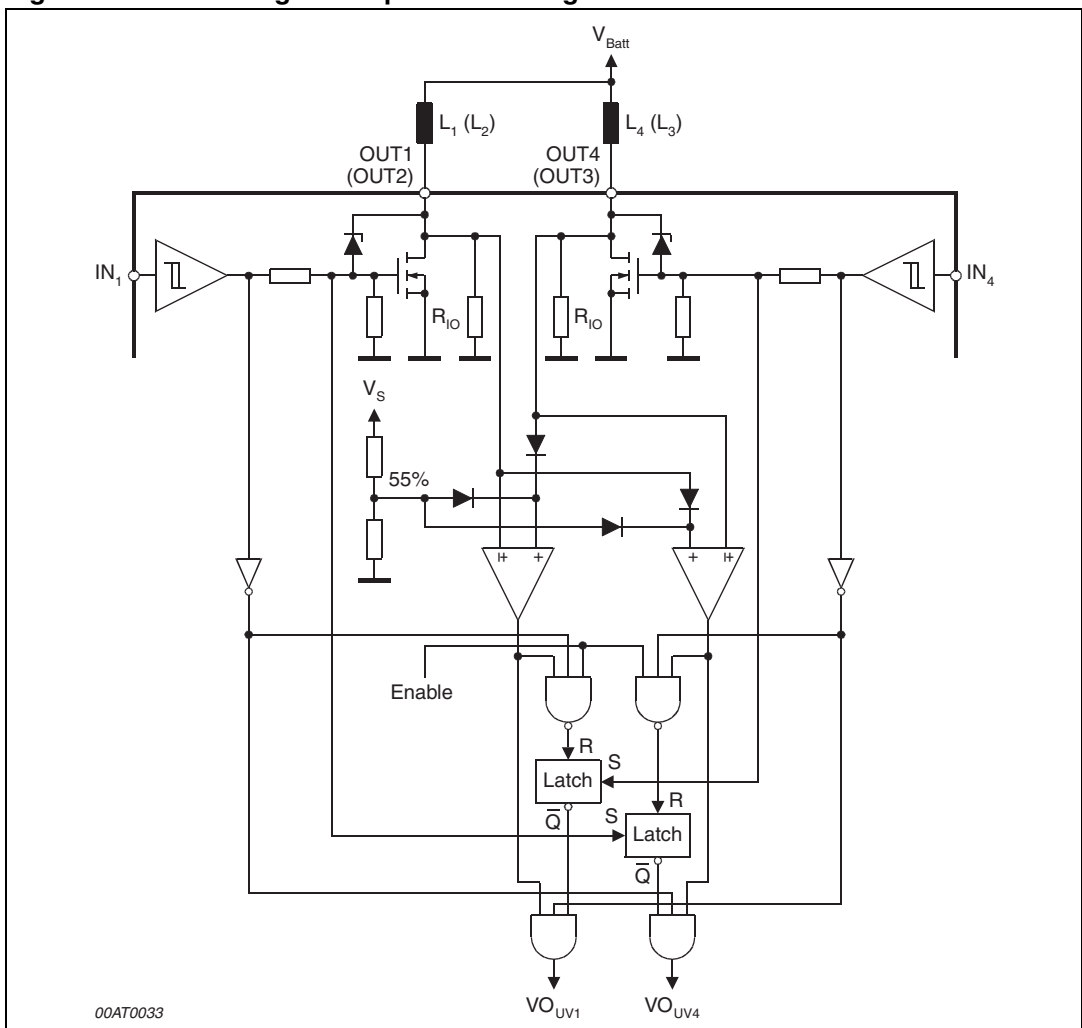 V_Batt
L_1 (L_2)
L_4 (L_3)
OUT1
(OUT2)
OUT4
(OUT3)
IN_1
IN_4
R_IO
R_IO
V_S
55%
+
+
+
+
Enable
R
S
Latch
R
S
Latch
Q̅
Q̅
VO_UV1
VO_UV4
00AT0033